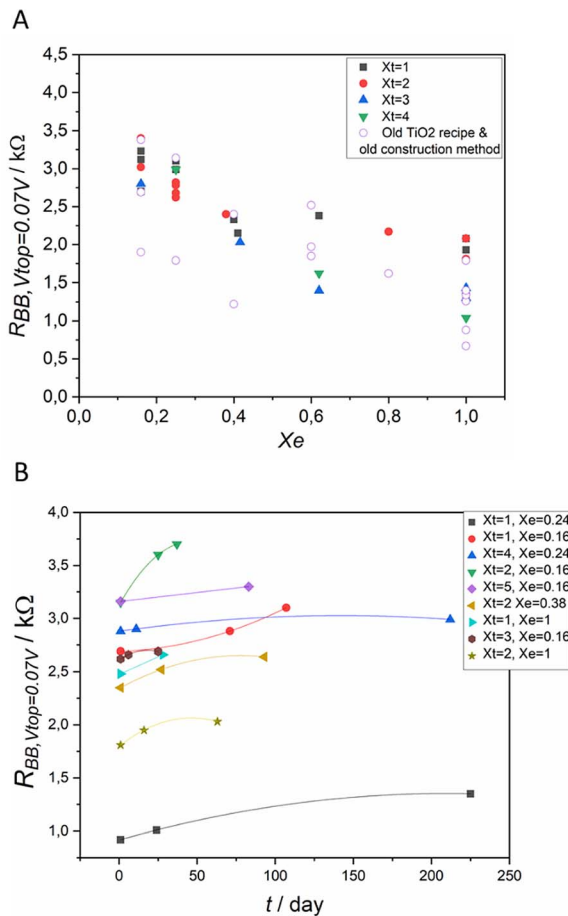 A
4,5
4,0
3,5
3,0
2,5
2,0
1,5
1,0
0,5
0,0
R_BB,Vtop=0.07V / kΩ
Xt=1
Xt=2
Xt=3
Xt=4
Old TiO2 recipe &
old construction method
0,0 0,2 0,4 0,6 0,8 1,0
Xe
B
4,0
3,5
3,0
2,5
2,0
1,5
1,0
R_BB,Vtop=0.07V / kΩ
Xt=1, Xe=0.24
Xt=1, Xe=0.16
Xt=4, Xe=0.24
Xt=2, Xe=0.16
Xt=5, Xe=0.16
Xt=2 Xe=0.38
Xt=1, Xe=1
Xt=3, Xe=0.16
Xt=2, Xe=1
0 50 100 150 200 250
t / day